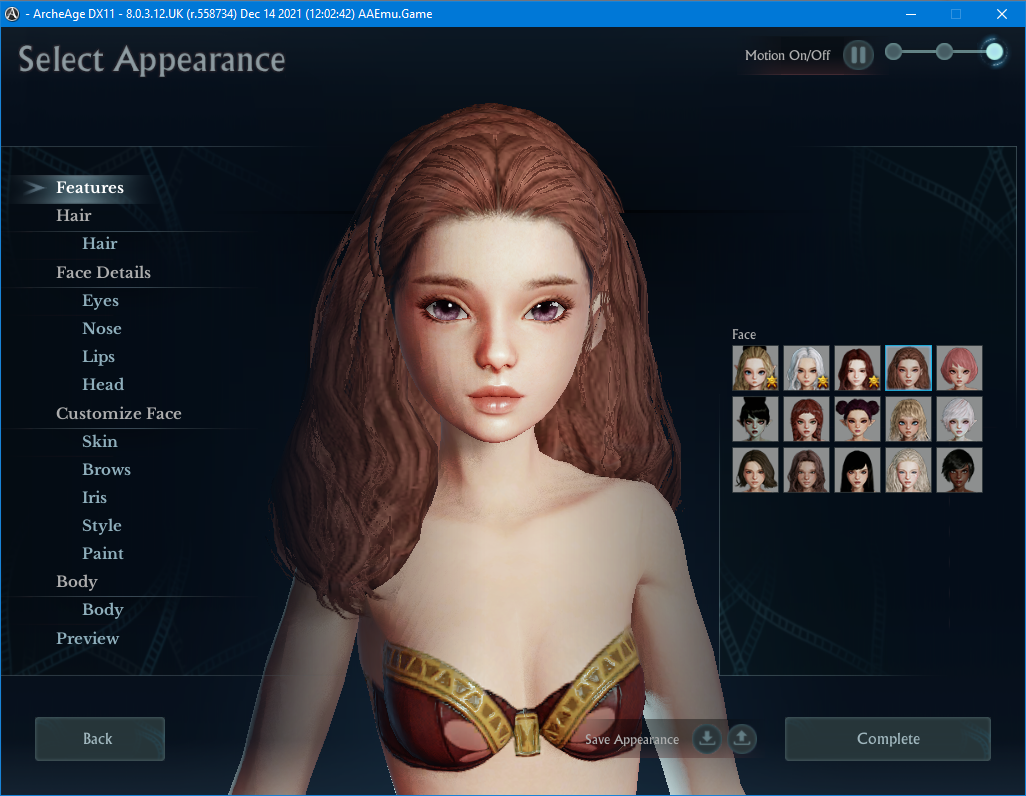 - ArcheAge DX11 - 8.0.3.12.UK (r.558734) Dec 14 2021 (12:02:42) AAEmu.Game
Select Appearance
Motion On/Off
Features
Hair
Hair
Face Details
Eyes
Nose
Lips
Head
Customize Face
Skin
Brows
Iris
Style
Paint
Body
Body
Preview
Face
Back
Save Appearance
Complete